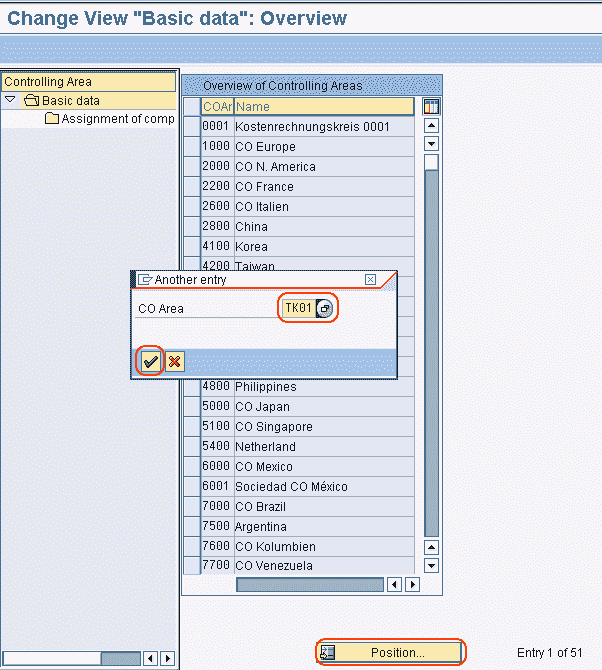 Change View "Basic data": Overview
Controlling Area
Basic data
Assignment of comp
Overview of Controlling Areas
COAr Name
0001 Kostenrechnungskreis 0001
1000 CO Europe
2000 CO N. America
2200 CO France
2600 CO Italien
2800 China
4100 Korea
4200 Taiwan
Another entry
CO Area TK01
4800 Philippines
5000 CO Japan
5100 CO Singapore
5400 Netherland
6000 CO Mexico
6001 Sociedad CO México
7000 CO Brazil
7500 Argentina
7600 CO Kolumbien
7700 CO Venezuela
Position... Entry 1 of 51